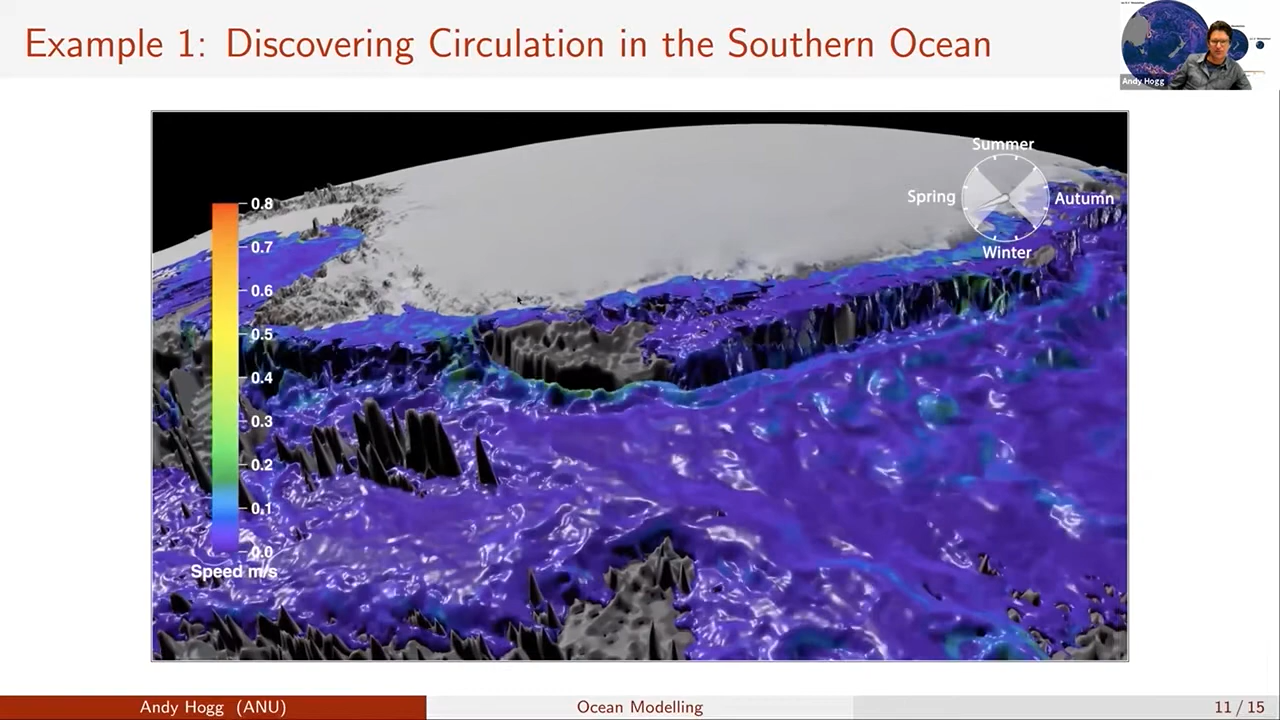 Example 1: Discovering Circulation in the Southern Ocean
Andy Hogg
Summer
Spring
Autumn
Winter
0.8
0.7
0.6
0.5
0.4
0.3
0.2
0.1
0.0
Speed m/s
Andy Hogg (ANU)
Ocean Modelling
11 / 15